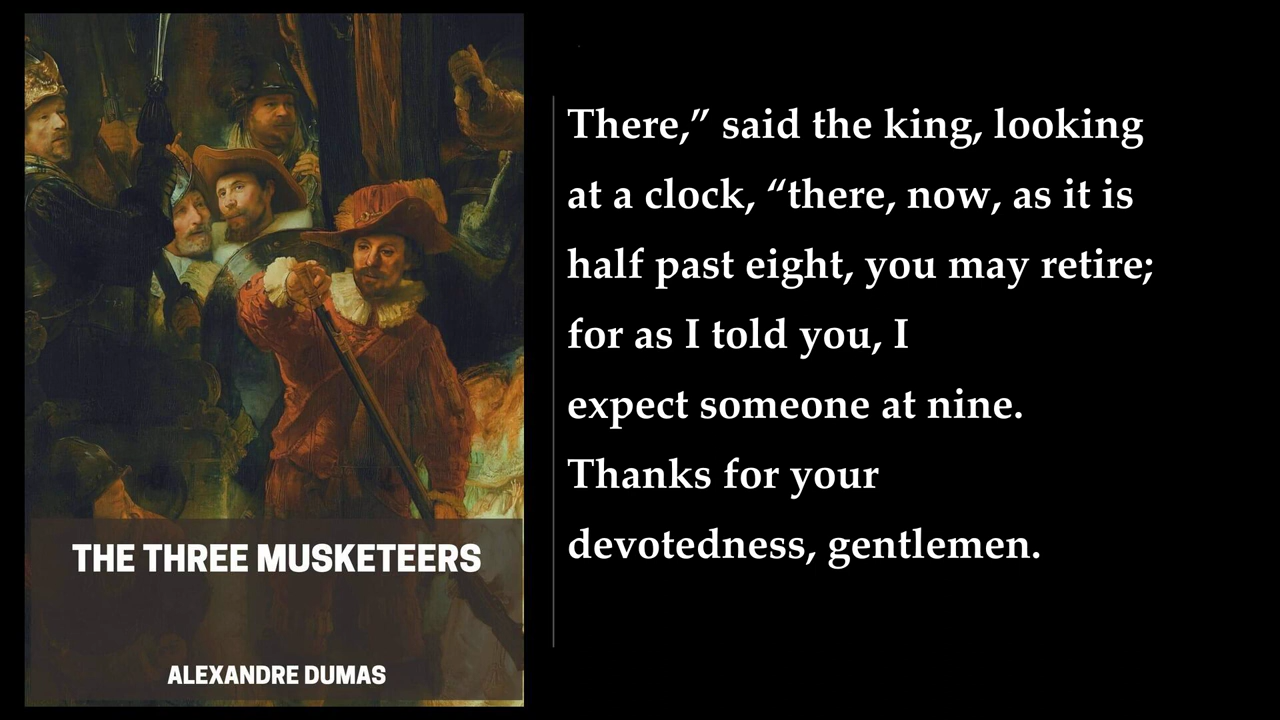 THE THREE MUSKETEERS
ALEXANDRE DUMAS
There,” said the king, looking
at a clock, “there, now, as it is
half past eight, you may retire;
for as I told you, I
expect someone at nine.
Thanks for your
devotedness, gentlemen.